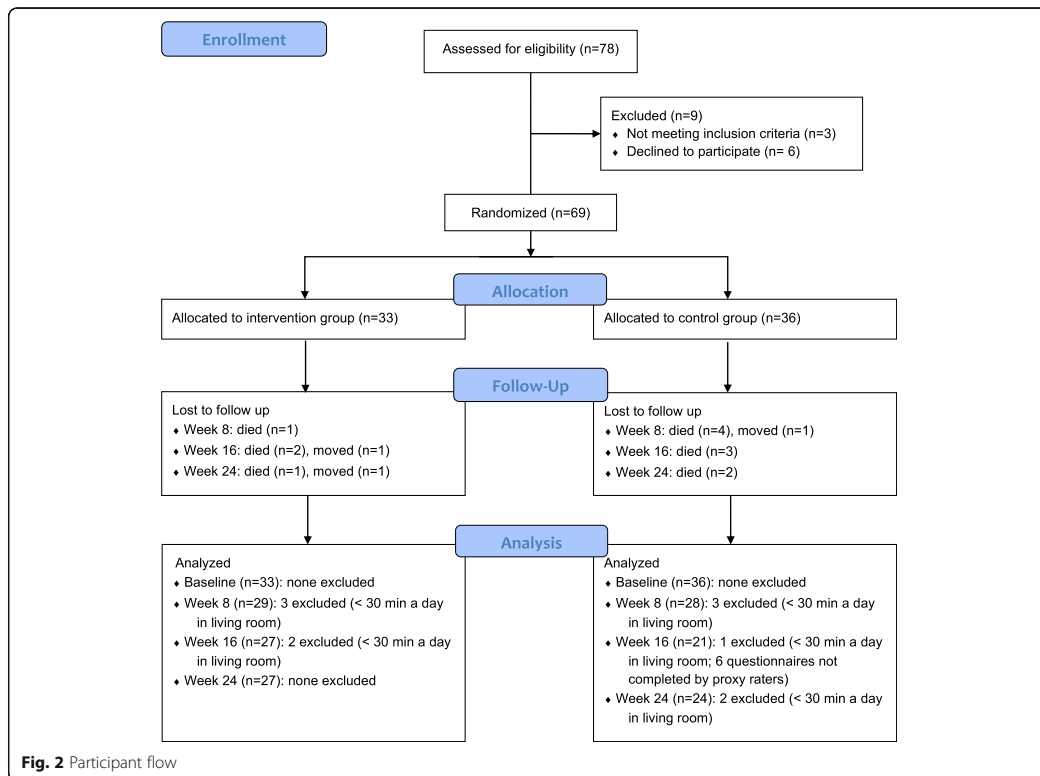 Enrollment
Assessed for eligibility (n=78)
Excluded (n=9)
♦ Not meeting inclusion criteria (n=3)
♦ Declined to participate (n= 6)
Randomized (n=69)
Allocation
Allocated to intervention group (n=33)
Allocated to control group (n=36)
Follow-Up
Lost to follow up
♦ Week 8: died (n=1)
♦ Week 16: died (n=2), moved (n=1)
♦ Week 24: died (n=1), moved (n=1)
Lost to follow up
♦ Week 8: died (n=4), moved (n=1)
♦ Week 16: died (n=3)
♦ Week 24: died (n=2)
Analysis
Analyzed
♦ Baseline (n=33): none excluded
♦ Week 8 (n=29): 3 excluded (< 30 min a day
in living room)
♦ Week 16 (n=27): 2 excluded (< 30 min a day
in living room)
♦ Week 24 (n=27): none excluded
Analyzed
♦ Baseline (n=36): none excluded
♦ Week 8 (n=28): 3 excluded (< 30 min a day
in living room)
♦ Week 16 (n=21): 1 excluded (< 30 min a day
in living room; 6 questionnaires not
completed by proxy raters)
♦ Week 24 (n=24): 2 excluded (< 30 min a day
in living room)
Fig. 2 Participant flow